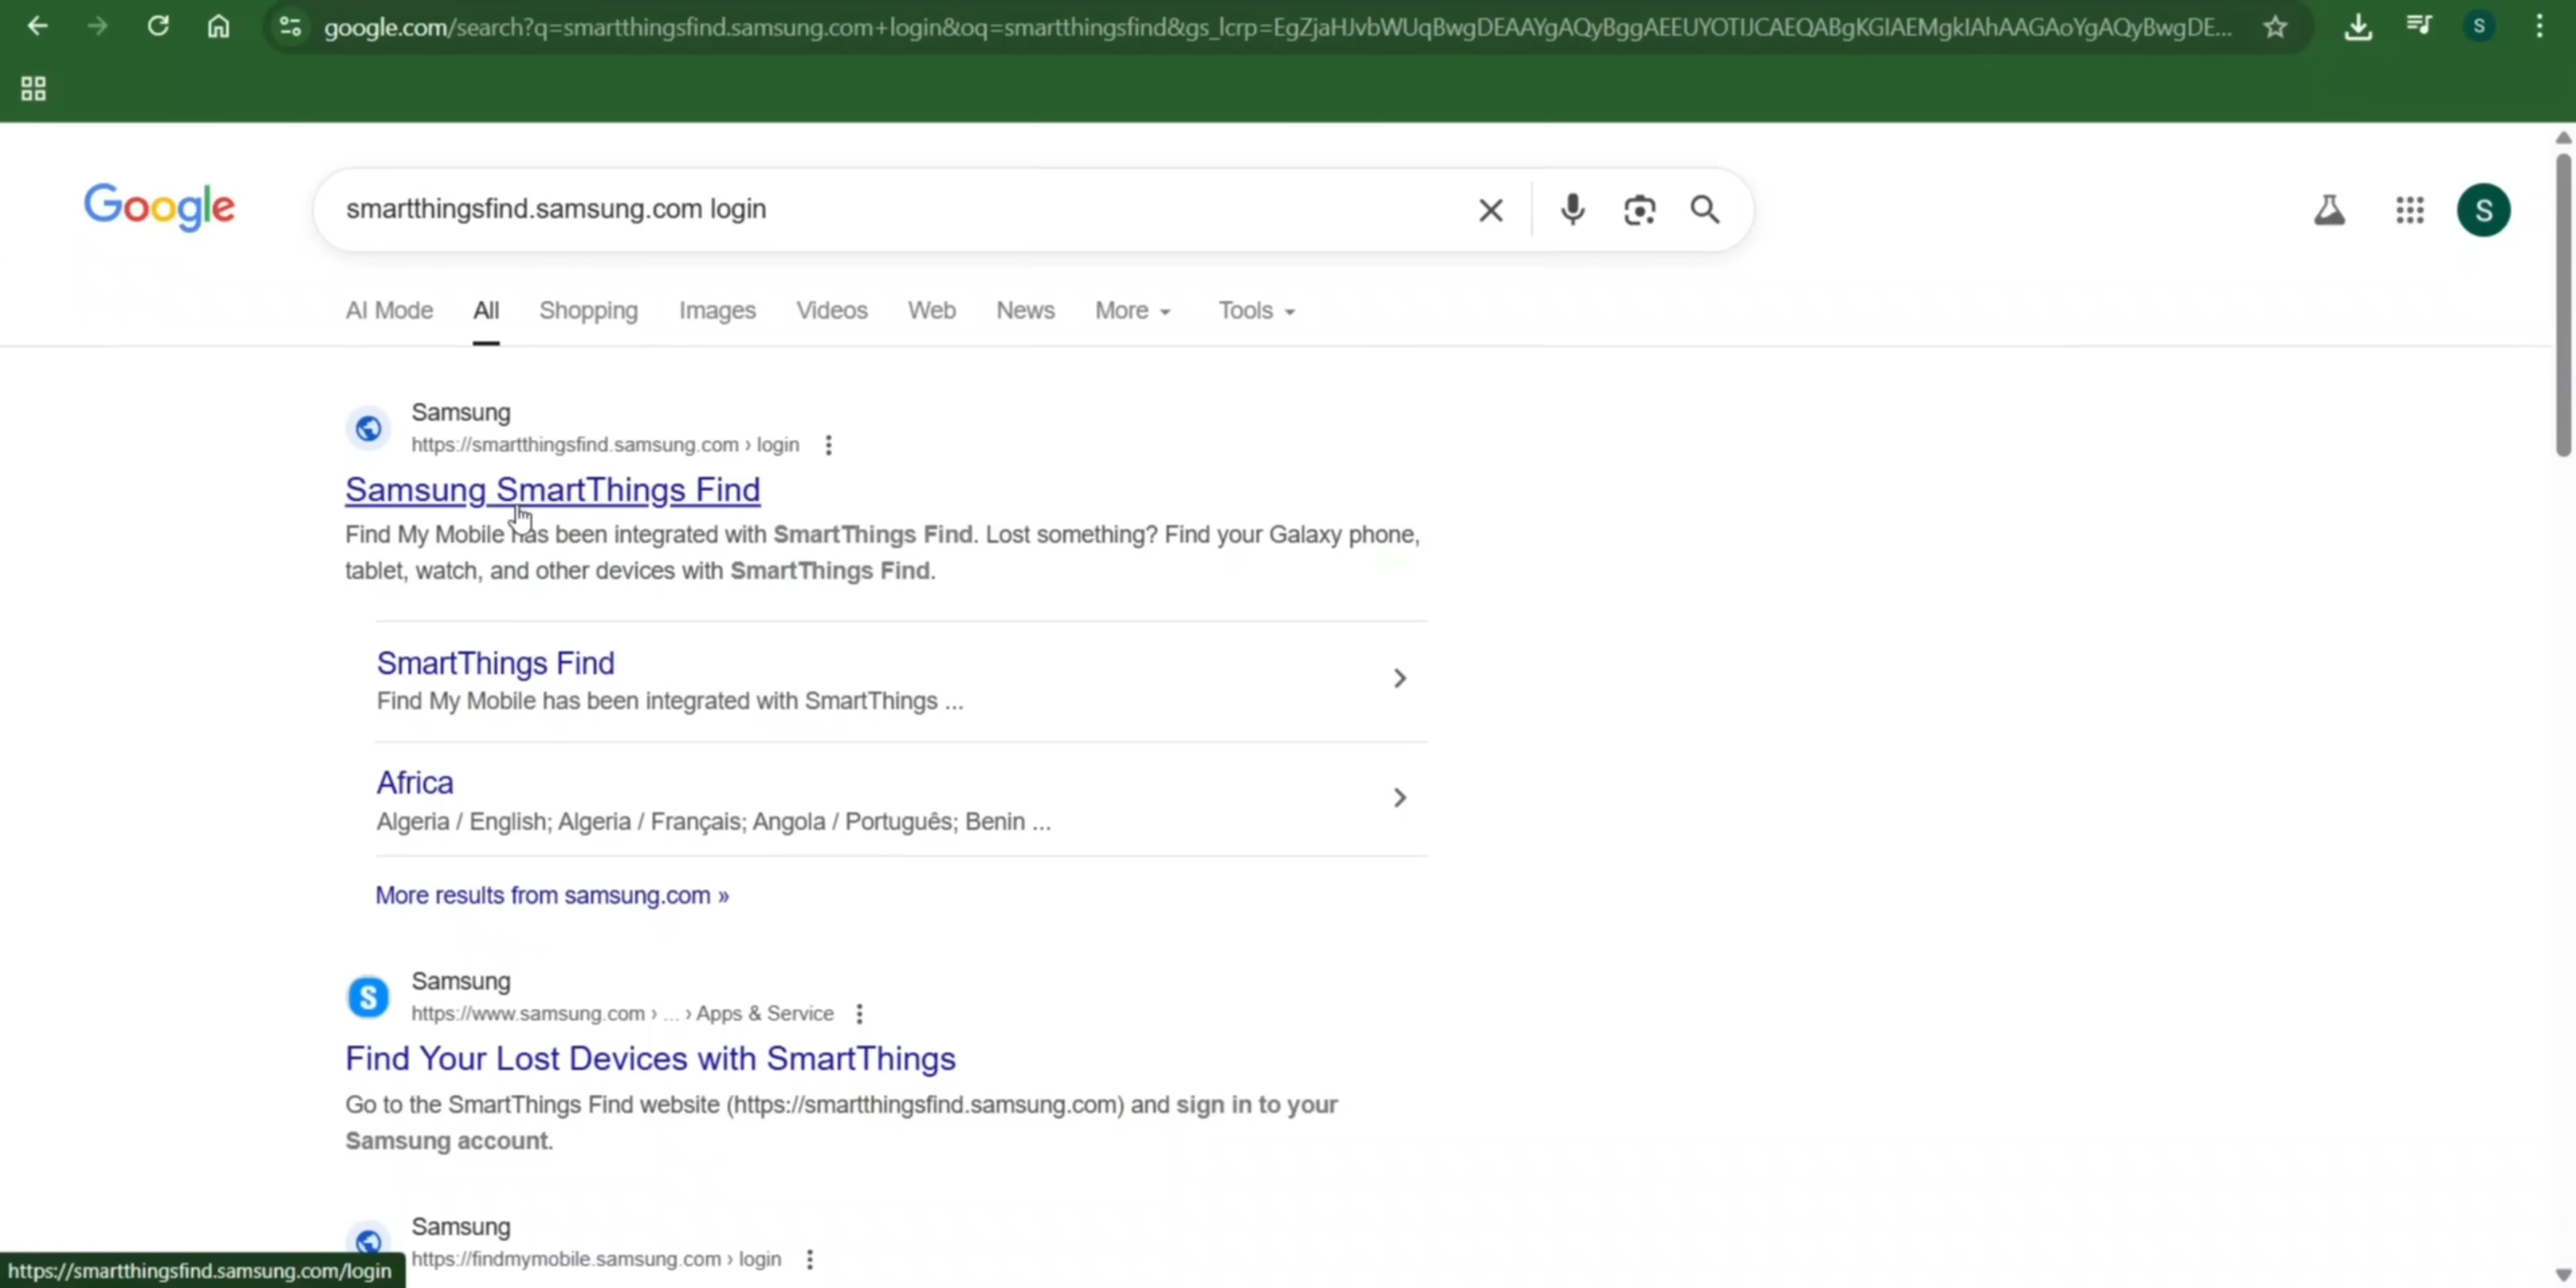 google.com/search?q=smartthingsfind.samsung.com+login&oq=smartthingsfind&gs_lcrp=EgZjaHJvbWUqBwgDEAAYgAQyBggAEEUYOTIJCAEQABgKGIAEMgkIAhAAGAoYgAQyBwgDE...
S
Google
smartthingsfind.samsung.com login
S
AI Mode All Shopping Images Videos Web News More Tools
Samsung
https://smartthingsfind.samsung.com › login
Samsung SmartThings Find
Find My Mobile has been integrated with SmartThings Find. Lost something? Find your Galaxy phone,
tablet, watch, and other devices with SmartThings Find.
SmartThings Find
Find My Mobile has been integrated with SmartThings ...
Africa
Algeria / English; Algeria / Français; Angola / Português; Benin ...
More results from samsung.com »
S
Samsung
https://www.samsung.com › ... › Apps & Service
Find Your Lost Devices with SmartThings
Go to the SmartThings Find website (https://smartthingsfind.samsung.com) and sign in to your
Samsung account.
Samsung
https://findmymobile.samsung.com › login
https://smartthingsfind.samsung.com/login